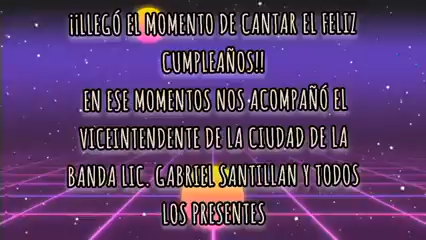 ¡¡LLEGÓ EL MOMENTO DE CANTAR EL FELIZ
CUMPLEAÑOS!!
EN ESE MOMENTOS NOS ACOMPAÑÓ EL
VICEINTENDENTE DE LA CIUDAD DE LA
BANDA LIC. GABRIEL SANTILLAN Y TODOS
LOS PRESENTES